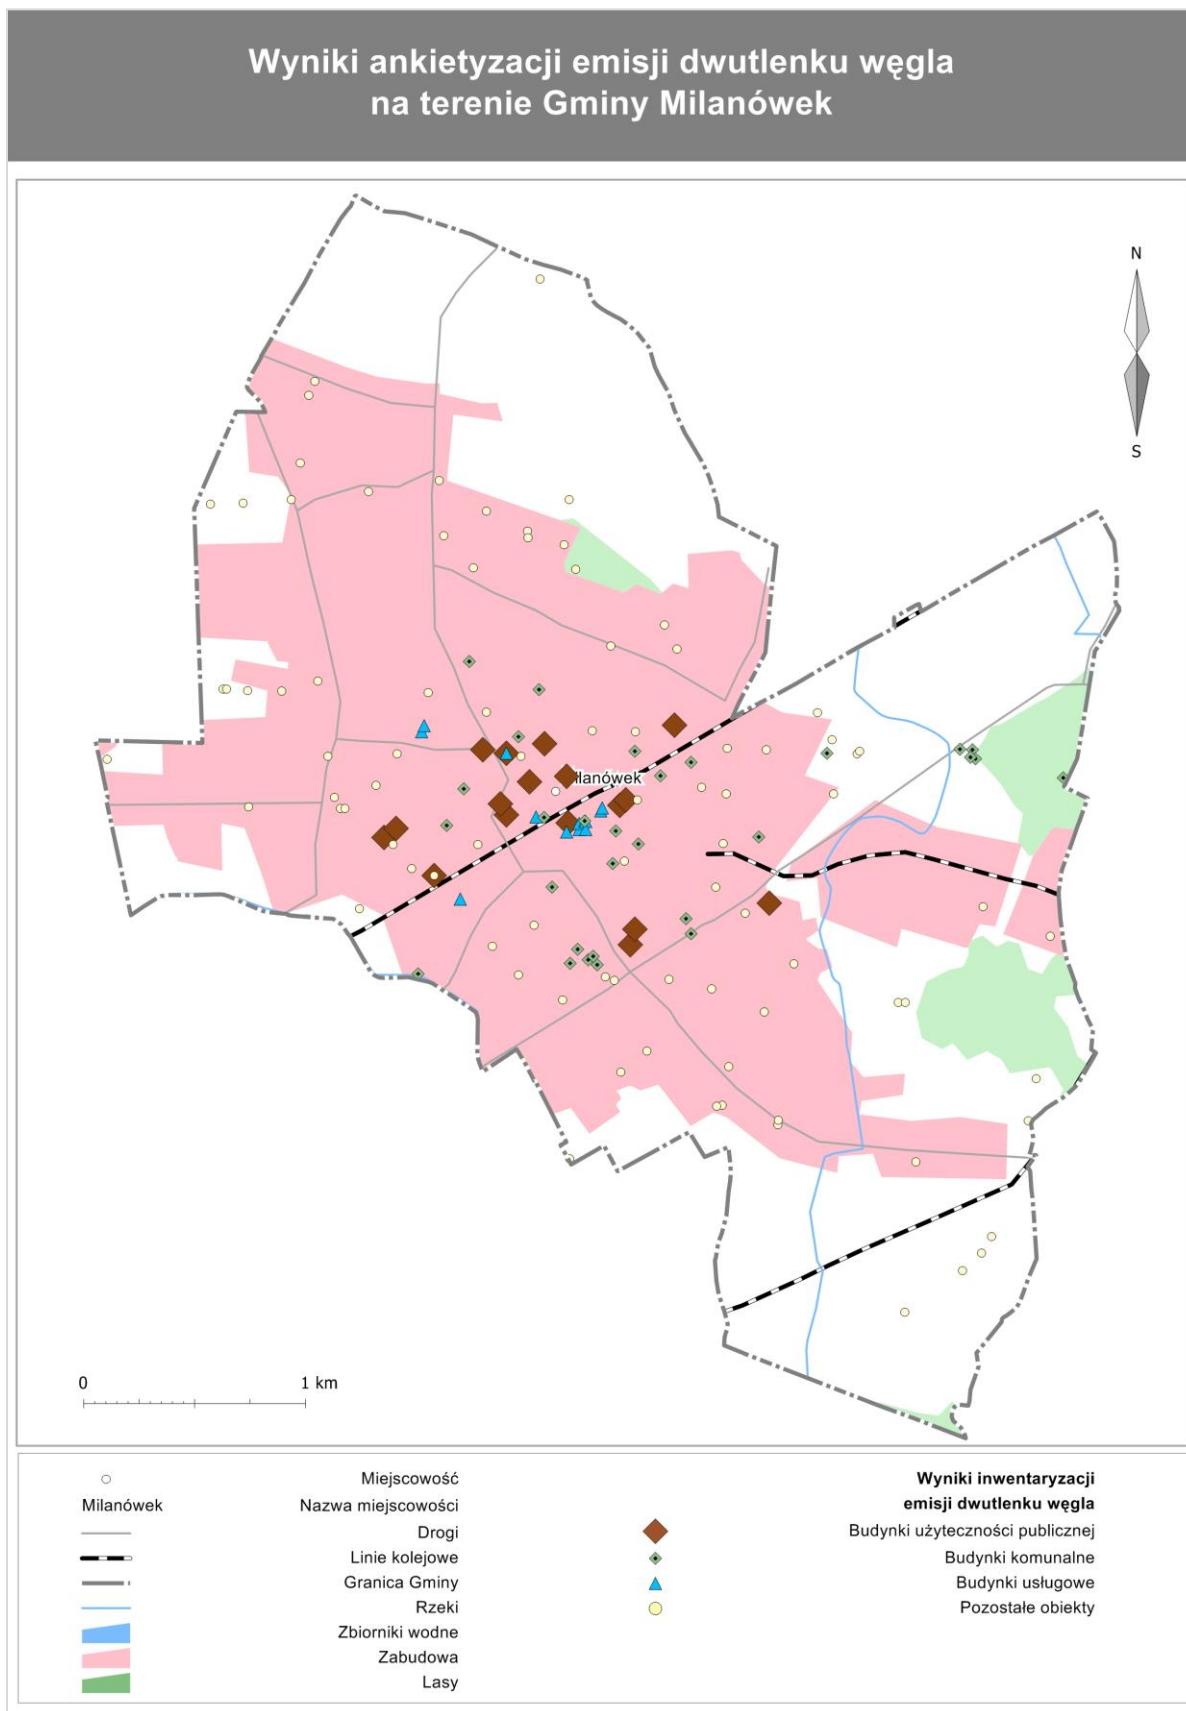 Wyniki ankietyzacji emisji dwutlenku węgla
na terenie Gminy Milanówek
N
S
Milanówek
0 1 km
Miejscowość
Milanówek Nazwa miejscowości
Drogi
Linie kolejowe
Granica Gminy
Rzeki
Zbiorniki wodne
Zabudowa
Lasy
Wyniki inwentaryzacji
emisji dwutlenku węgla
Budynki użyteczności publicznej
Budynki komunalne
Budynki usługowe
Pozostałe obiekty